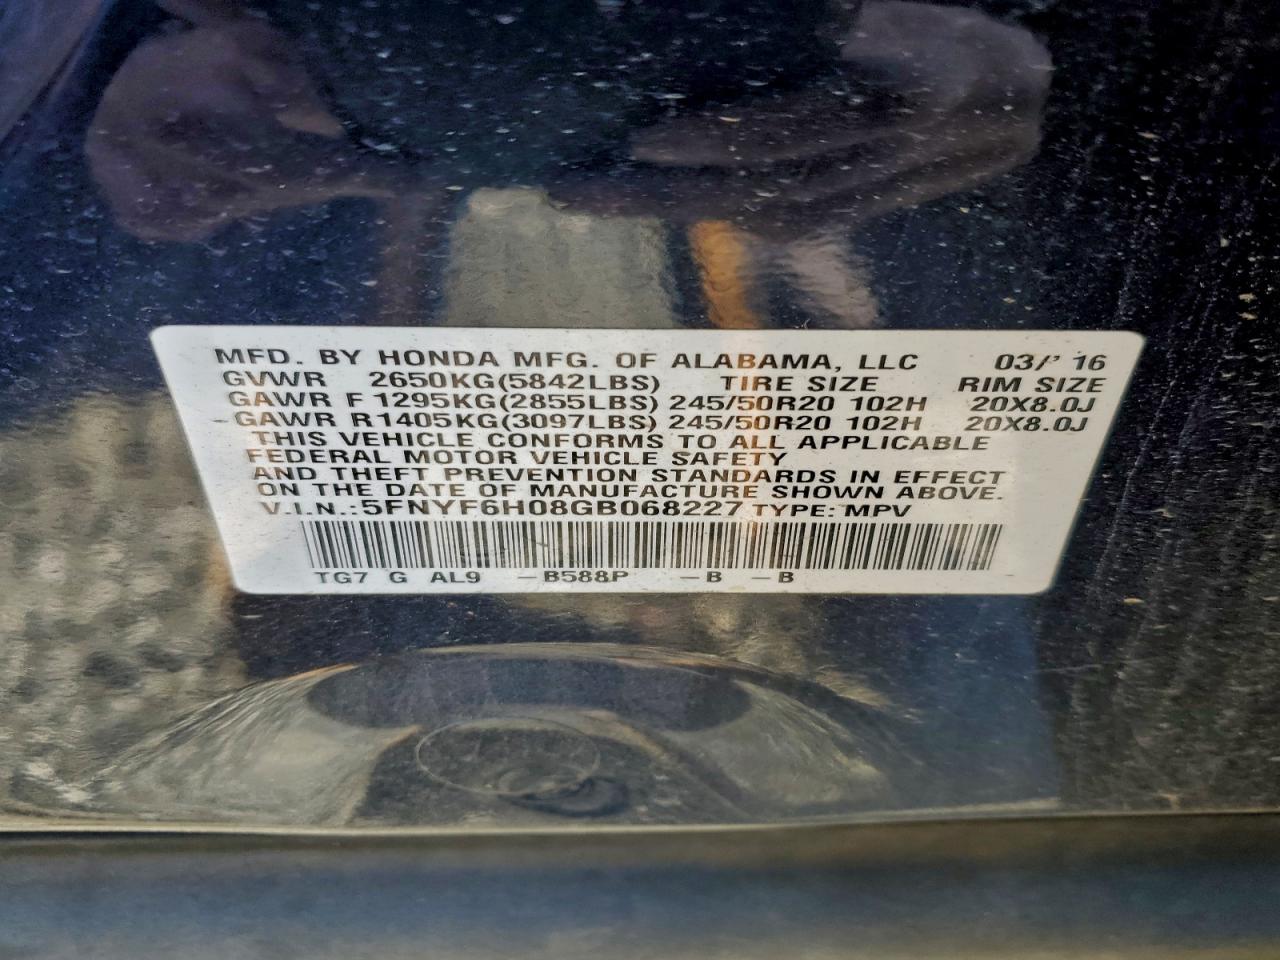 MFD. BY HONDA MFG. OF ALABAMA, LLC 03/' 16
GVWR 2650KG(5842LBS) TIRE SIZE RIM SIZE
GAWR F 1295KG(2855LBS) 245/50R20 102H 20X8.0J
GAWR R 1405KG(3097LBS) 245/50R20 102H 20X8.0J
THIS VEHICLE CONFORMS TO ALL APPLICABLE
FEDERAL MOTOR VEHICLE SAFETY
AND THEFT PREVENTION STANDARDS IN EFFECT
ON THE DATE OF MANUFACTURE SHOWN ABOVE.
V.I.N.:5FNYF6H08GB068227 TYPE: MPV
TG7 G AL9 -B588P -B -B